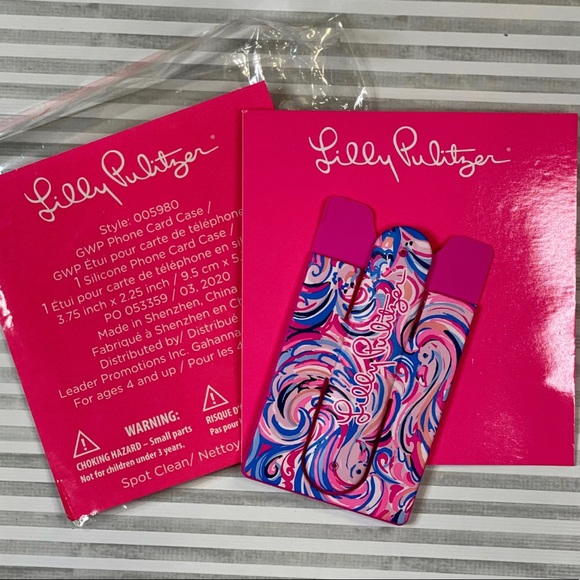 Lilly Pulitzer®
Style: 005980
GWP Phone Card Case /
GWP Étui pour carte de téléphone
1 Silicone Phone Card Case /
1 Étui pour carte de téléphone en sil
3.75 inch x 2.25 inch / 9.5 cm x 5.
PO 053359 / 03, 2020
Made in Shenzhen, China
Fabriqué à Shenzhen en Ch
Distributed by/ Distribué
Leader Promotions Inc. Gahanna
For ages 4 and up / Pour les 4
WARNING:
CHOKING HAZARD – Small parts
Not for children under 3 years.
RISQUE D'
Pas pour
Spot Clean/ Nettoy
Lilly Pulitzer®
Lilly Pulitzer